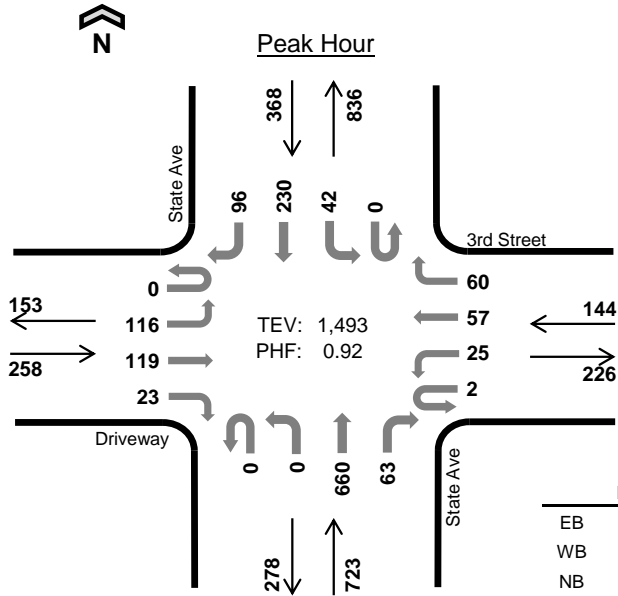 N
Peak Hour
368
836
State Ave
96
230
42
0
3rd Street
0
60
153
116
TEV: 1,493
57
144
258
119
PHF: 0.92
25
226
23
2
Driveway
0
0
660
63
State Ave
278
723
EB
WB
NB